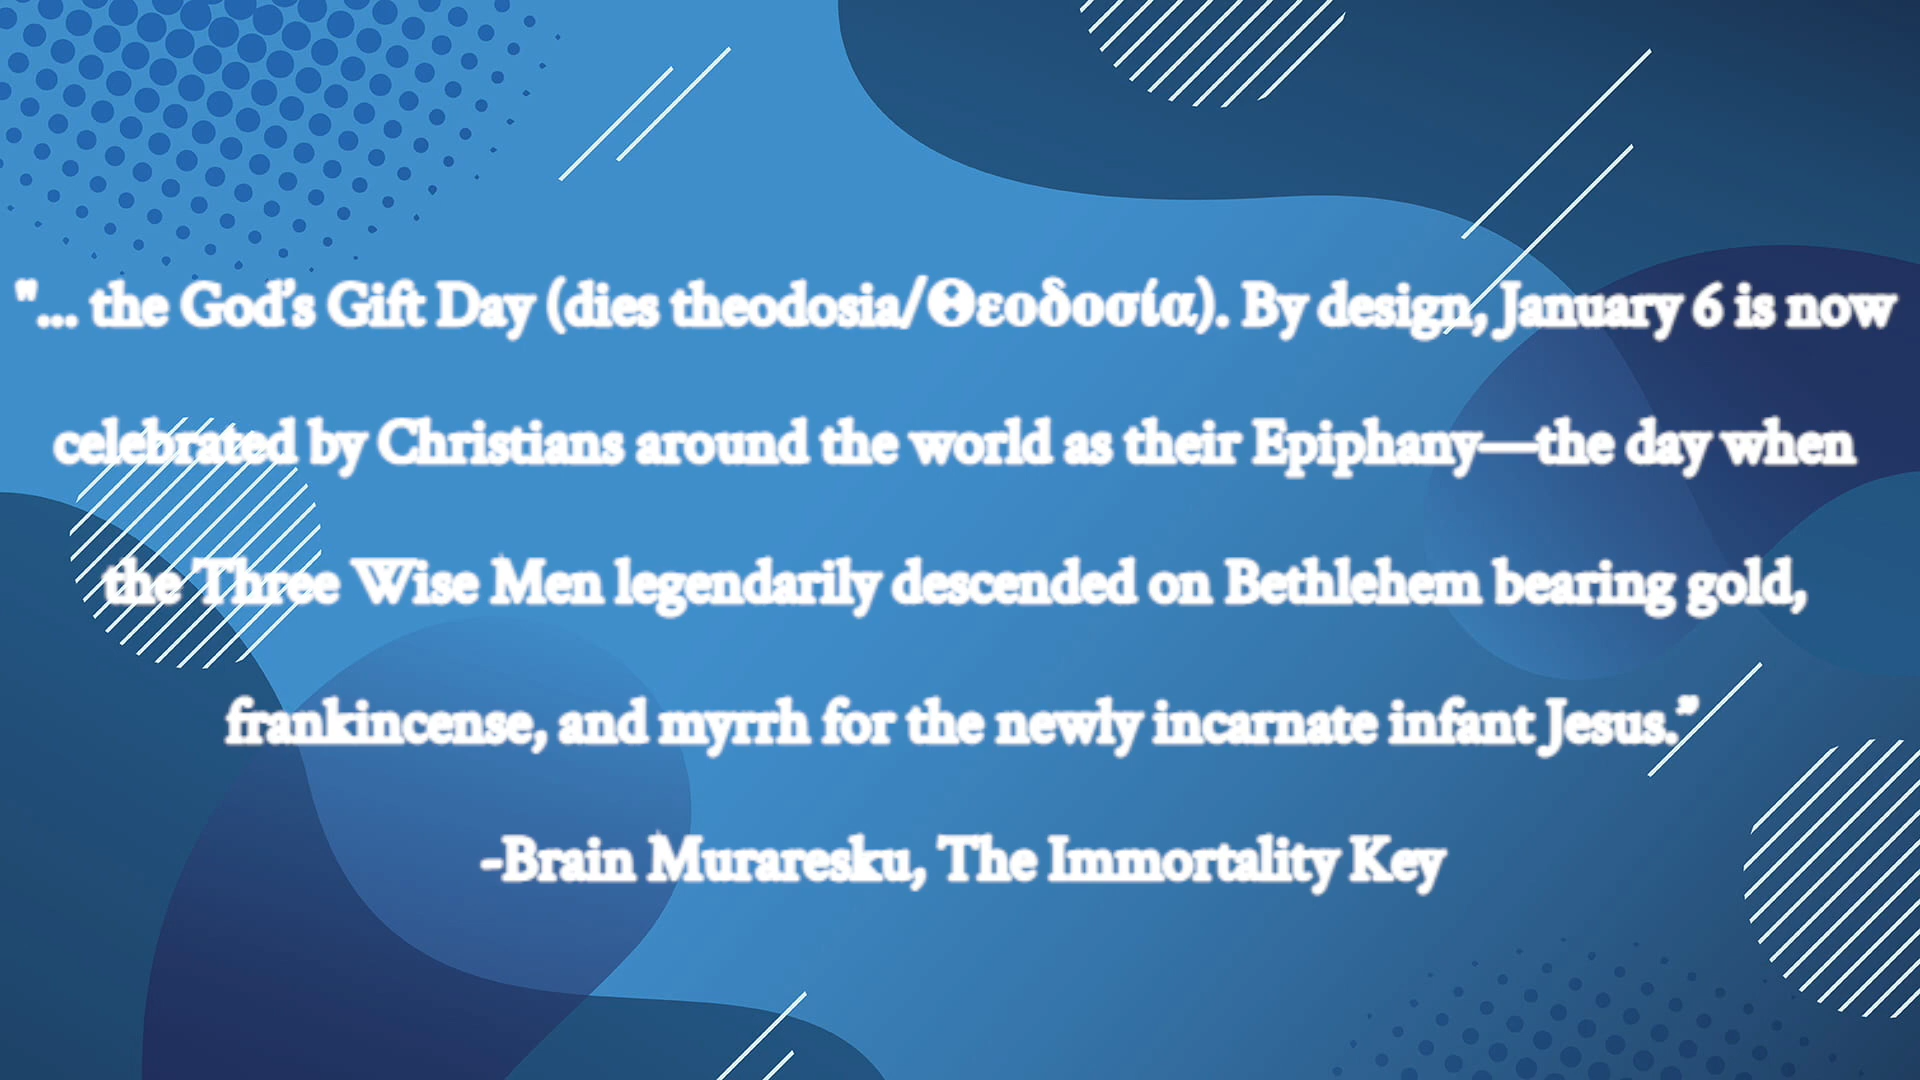 "... the God’s Gift Day (dies theodosia/Θεοδοσία). By design, January 6 is now
celebrated by Christians around the world as their Epiphany—the day when
the Three Wise Men legendarily descended on Bethlehem bearing gold,
frankincense, and myrrh for the newly incarnate infant Jesus.”
-Brain Muraresku, The Immortality Key